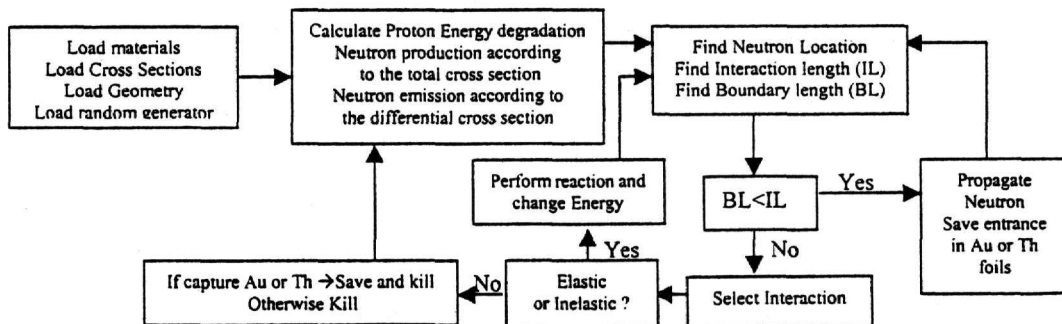 Load materials
Load Cross Sections
Load Geometry
Load random generator
Calculate Proton Energy degradation
Neutron production according
to the total cross section
Neutron emission according to
the differential cross section
Find Neutron Location
Find Interaction length (IL)
Find Boundary length (BL)
Perform reaction and
change Energy
BL<IL
Yes
Propagate
Neutron
Save entrance
in Au or Th
foils
No
Yes
If capture Au or Th →Save and kill
Otherwise Kill
No
Elastic
or Inelastic ?
Select Interaction